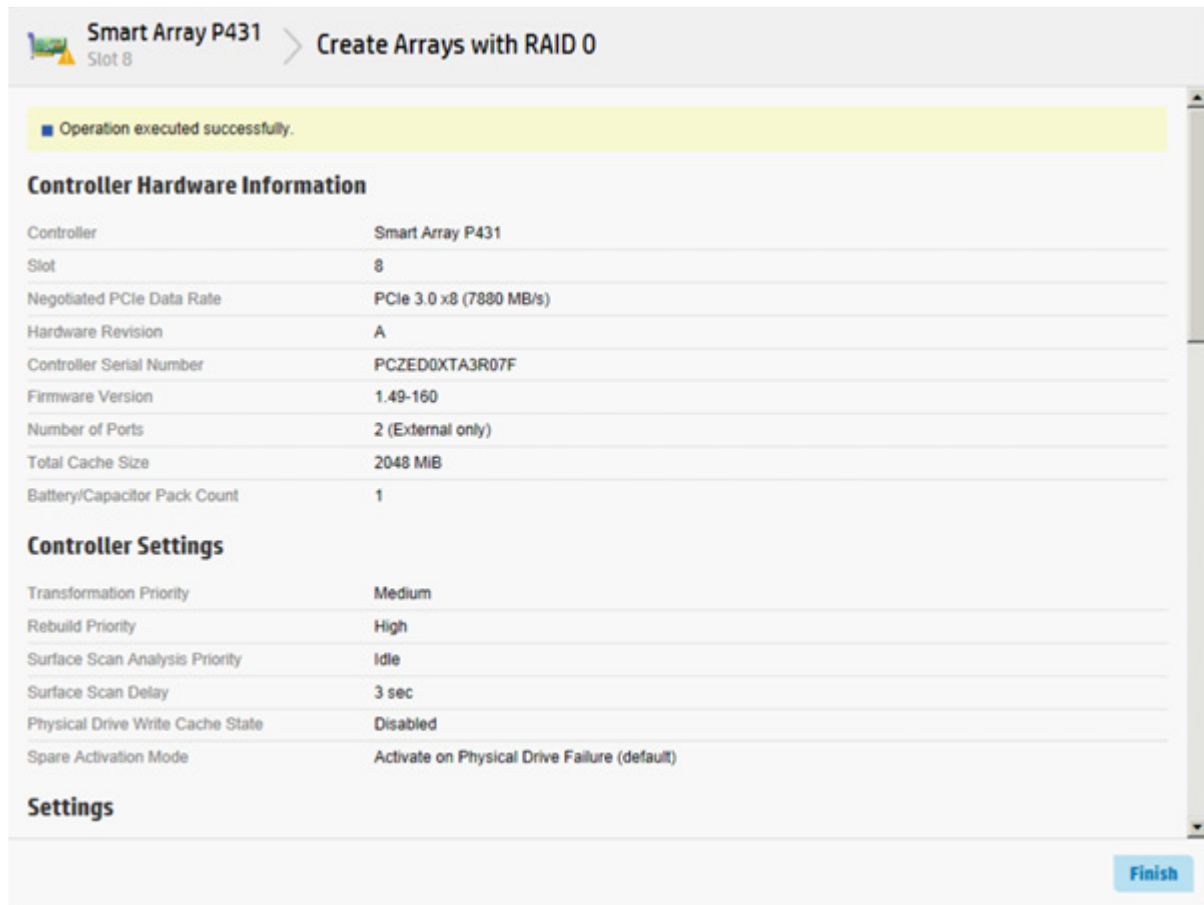 Smart Array P431
Slot 8
Create Arrays with RAID 0
Operation executed successfully.
Controller Hardware Information
Controller Smart Array P431
Slot 8
Negotiated PCIe Data Rate PCIe 3.0 x8 (7880 MB/s)
Hardware Revision A
Controller Serial Number PCZED0XTA3R07F
Firmware Version 1.49-160
Number of Ports 2 (External only)
Total Cache Size 2048 MiB
Battery/Capacitor Pack Count 1
Controller Settings
Transformation Priority Medium
Rebuild Priority High
Surface Scan Analysis Priority Idle
Surface Scan Delay 3 sec
Physical Drive Write Cache State Disabled
Spare Activation Mode Activate on Physical Drive Failure (default)
Settings
Finish